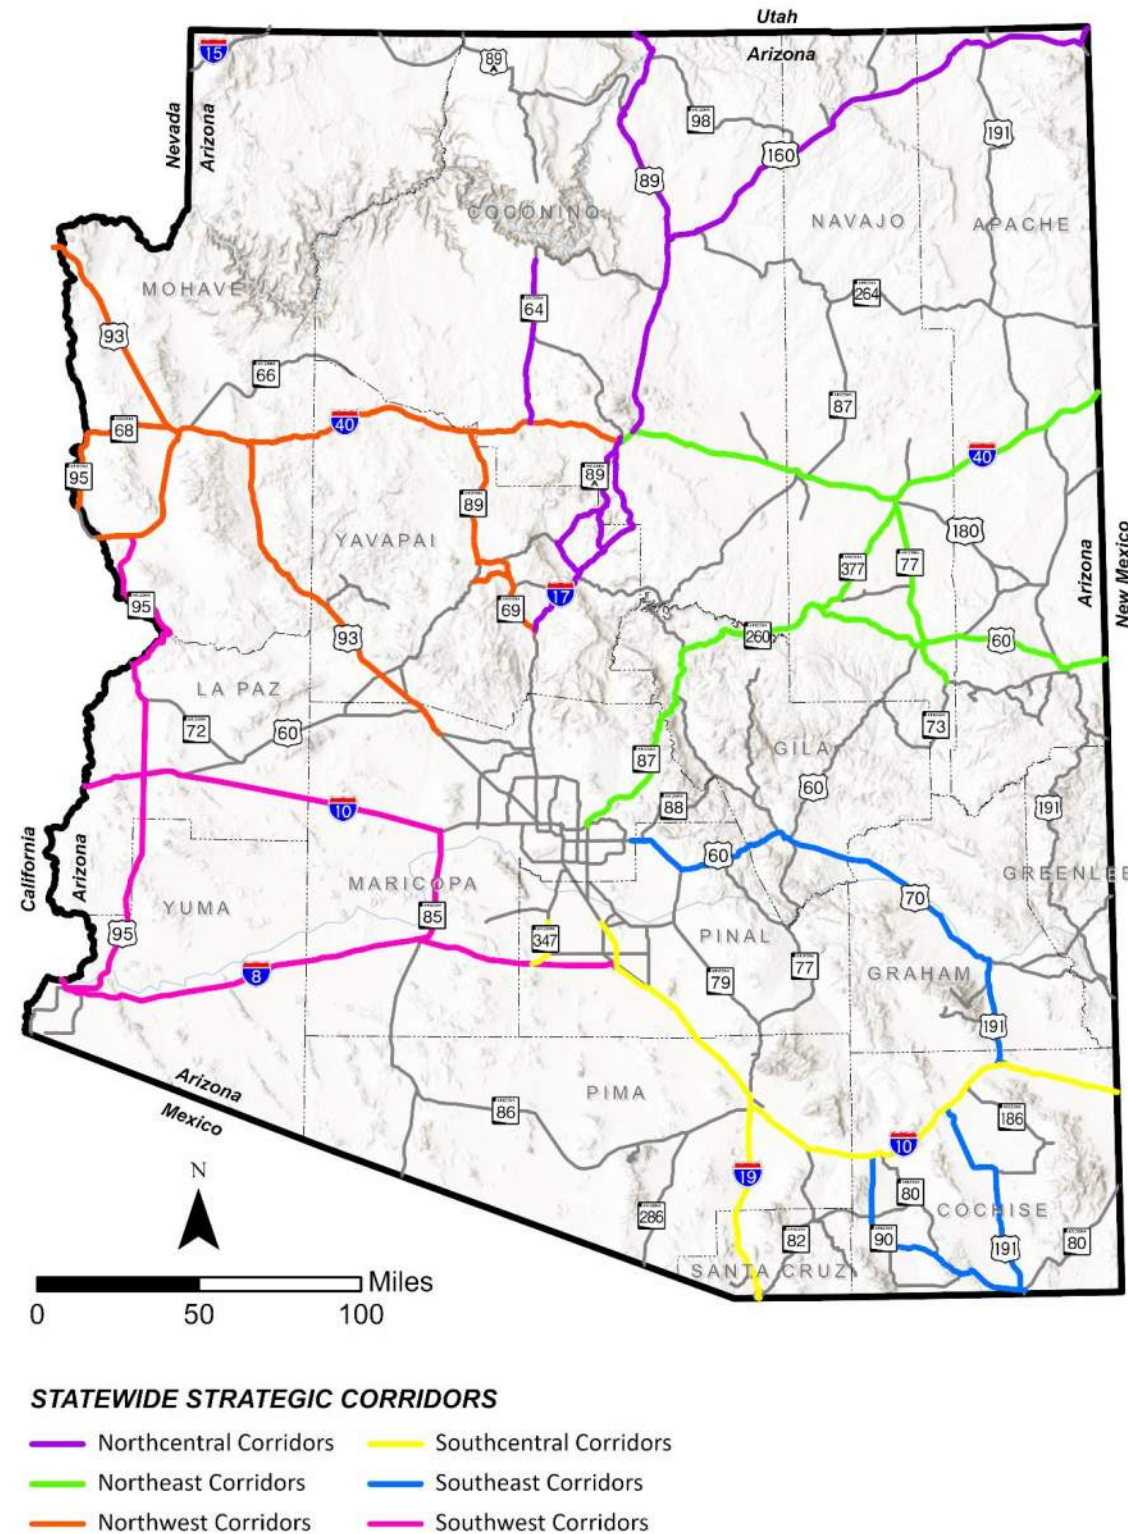 Utah
Arizona
15
89
Nevada
Arizona
98
191
160
89
COCONINO
NAVAJO
APACHE
MOHAVE
264
64
93
66
87
68
40
40
95
89
89
180
YAVAPAI
377
77
Arizona
New Mexico
17
95
69
93
260
60
LA PAZ
72
60
73
GILA
87
60
88
10
191
California
Arizona
60
MARICOPA
GREENLEE
YUMA
85
70
95
347
PINAL
8
79
77
GRAHAM
191
Arizona
Mexico
PIMA
86
186
10
N
19
80
286
COCHISE
82
90
191
80
SANTA CRUZ
Miles
0
50
100
STATEWIDE STRATEGIC CORRIDORS
Northcentral Corridors
Southcentral Corridors
Northeast Corridors
Southeast Corridors
Northwest Corridors
Southwest Corridors